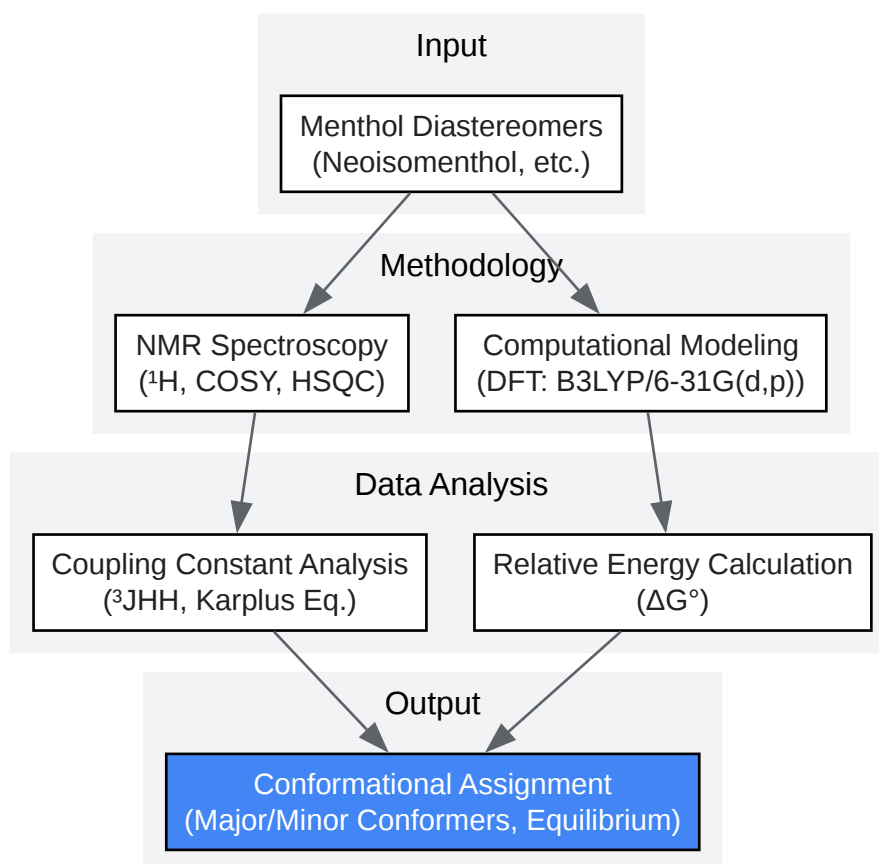 Input
Menthol Diastereomers
(Neoisomenthol, etc.)
Methodology
NMR Spectroscopy
(¹H, COSY, HSQC)
Computational Modeling
(DFT: B3LYP/6-31G(d,p))
Data Analysis
Coupling Constant Analysis
(³JHH, Karplus Eq.)
Relative Energy Calculation
(ΔG°)
Output
Conformational Assignment
(Major/Minor Conformers, Equilibrium)